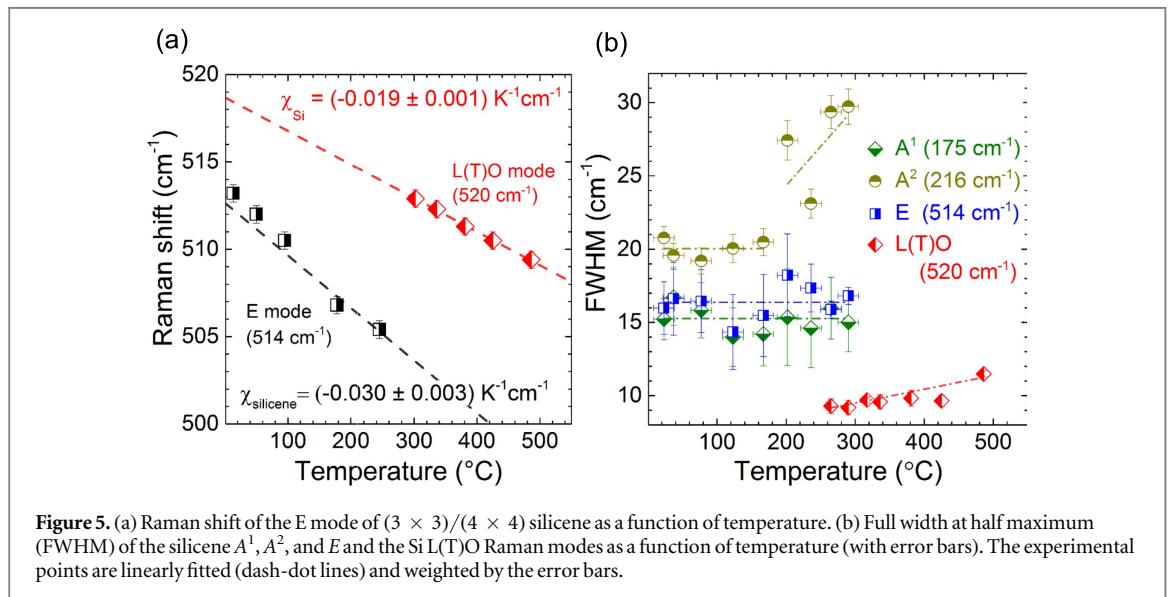 (a)
520
515
510
505
500
Raman shift (cm⁻¹)
χSi = (-0.019 ± 0.001) K⁻¹cm⁻¹
L(T)O mode
(520 cm⁻¹)
E mode
(514 cm⁻¹)
χsilicene= (-0.030 ± 0.003) K⁻¹cm⁻¹
100 200 300 400 500
Temperature (°C)
(b)
30
25
20
15
10
FWHM (cm⁻¹)
A¹ (175 cm⁻¹)
A² (216 cm⁻¹)
E (514 cm⁻¹)
L(T)O
(520 cm⁻¹)
100 200 300 400 500
Temperature (°C)
Figure 5. (a) Raman shift of the E mode of (3 × 3)/(4 × 4) silicene as a function of temperature. (b) Full width at half maximum
(FWHM) of the silicene A¹, A², and E and the Si L(T)O Raman modes as a function of temperature (with error bars). The experimental
points are linearly fitted (dash-dot lines) and weighted by the error bars.